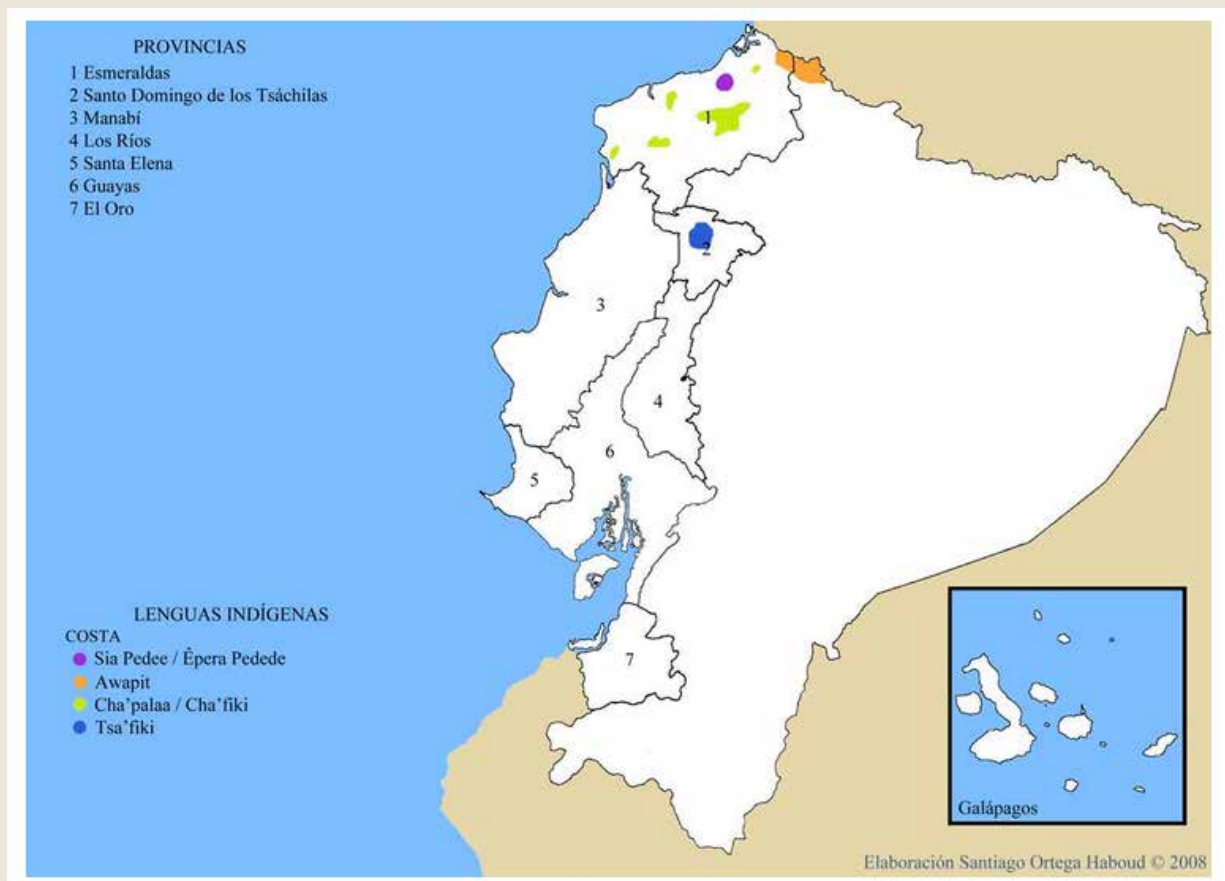 PROVINCIAS
1 Esmeraldas
2 Santo Domingo de los Tsáchilas
3 Manabí
4 Los Ríos
5 Santa Elena
6 Guayas
7 El Oro
1
2
3
4
6
5
7
LENGUAS INDÍGENAS
COSTA
Sia Pedee / Êpera Pedede
Awapit
Cha’palaa / Cha’fiki
Tsa’fiki
Galápagos
Elaboración Santiago Ortega Haboud © 2008